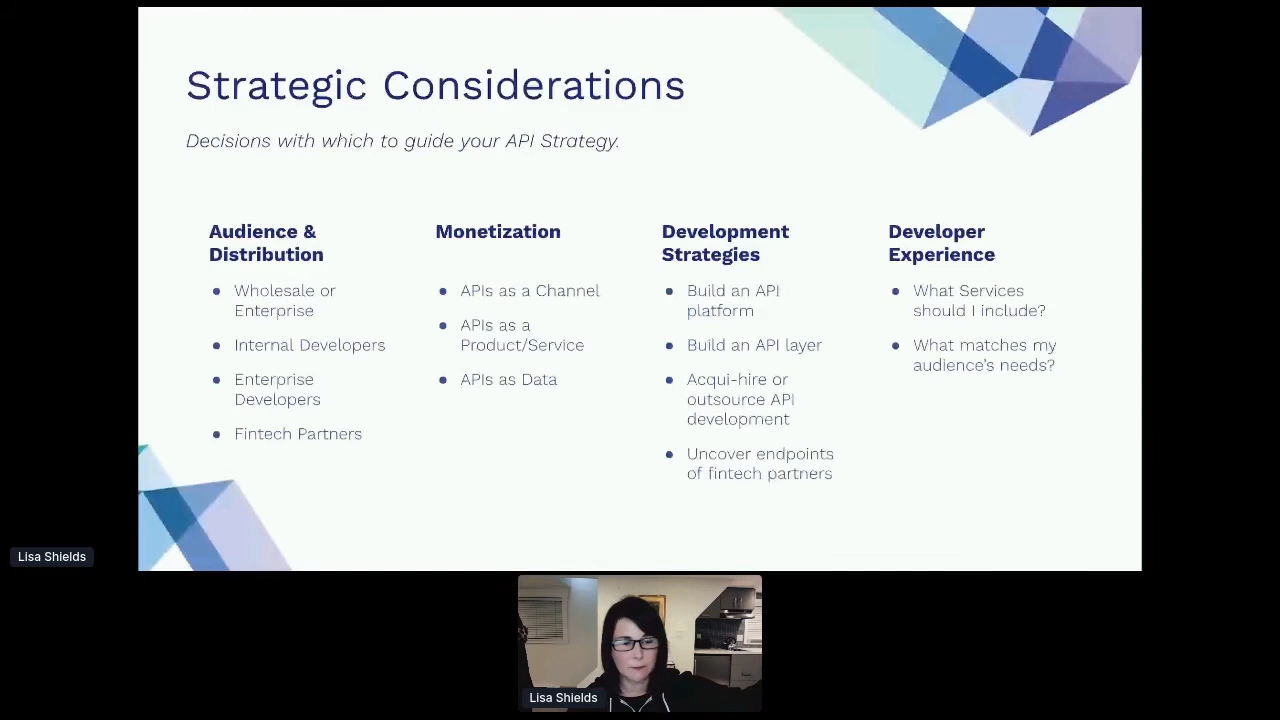 Strategic Considerations
Decisions with which to guide your API Strategy.
Audience &
Distribution
Wholesale or
Enterprise
Internal Developers
Enterprise
Developers
Fintech Partners
Monetization
APIs as a Channel
APIs as a
Product/Service
APIs as Data
Development
Strategies
Build an API
platform
Build an API layer
Acqui-hire or
outsource API
development
Uncover endpoints
of fintech partners
Developer
Experience
What Services
should I include?
What matches my
audience's needs?
Lisa Shields
Lisa Shields